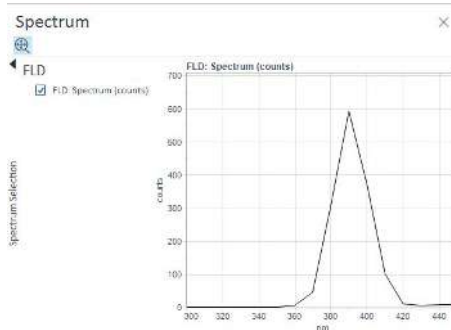 Spectrum
FLD
FLD: Spectrum (counts)
Spectrum Selection
FLD: Spectrum (counts)
counts
700
600
500
400
300
200
100
0
300 320 340 360 380 400 420 440
nm